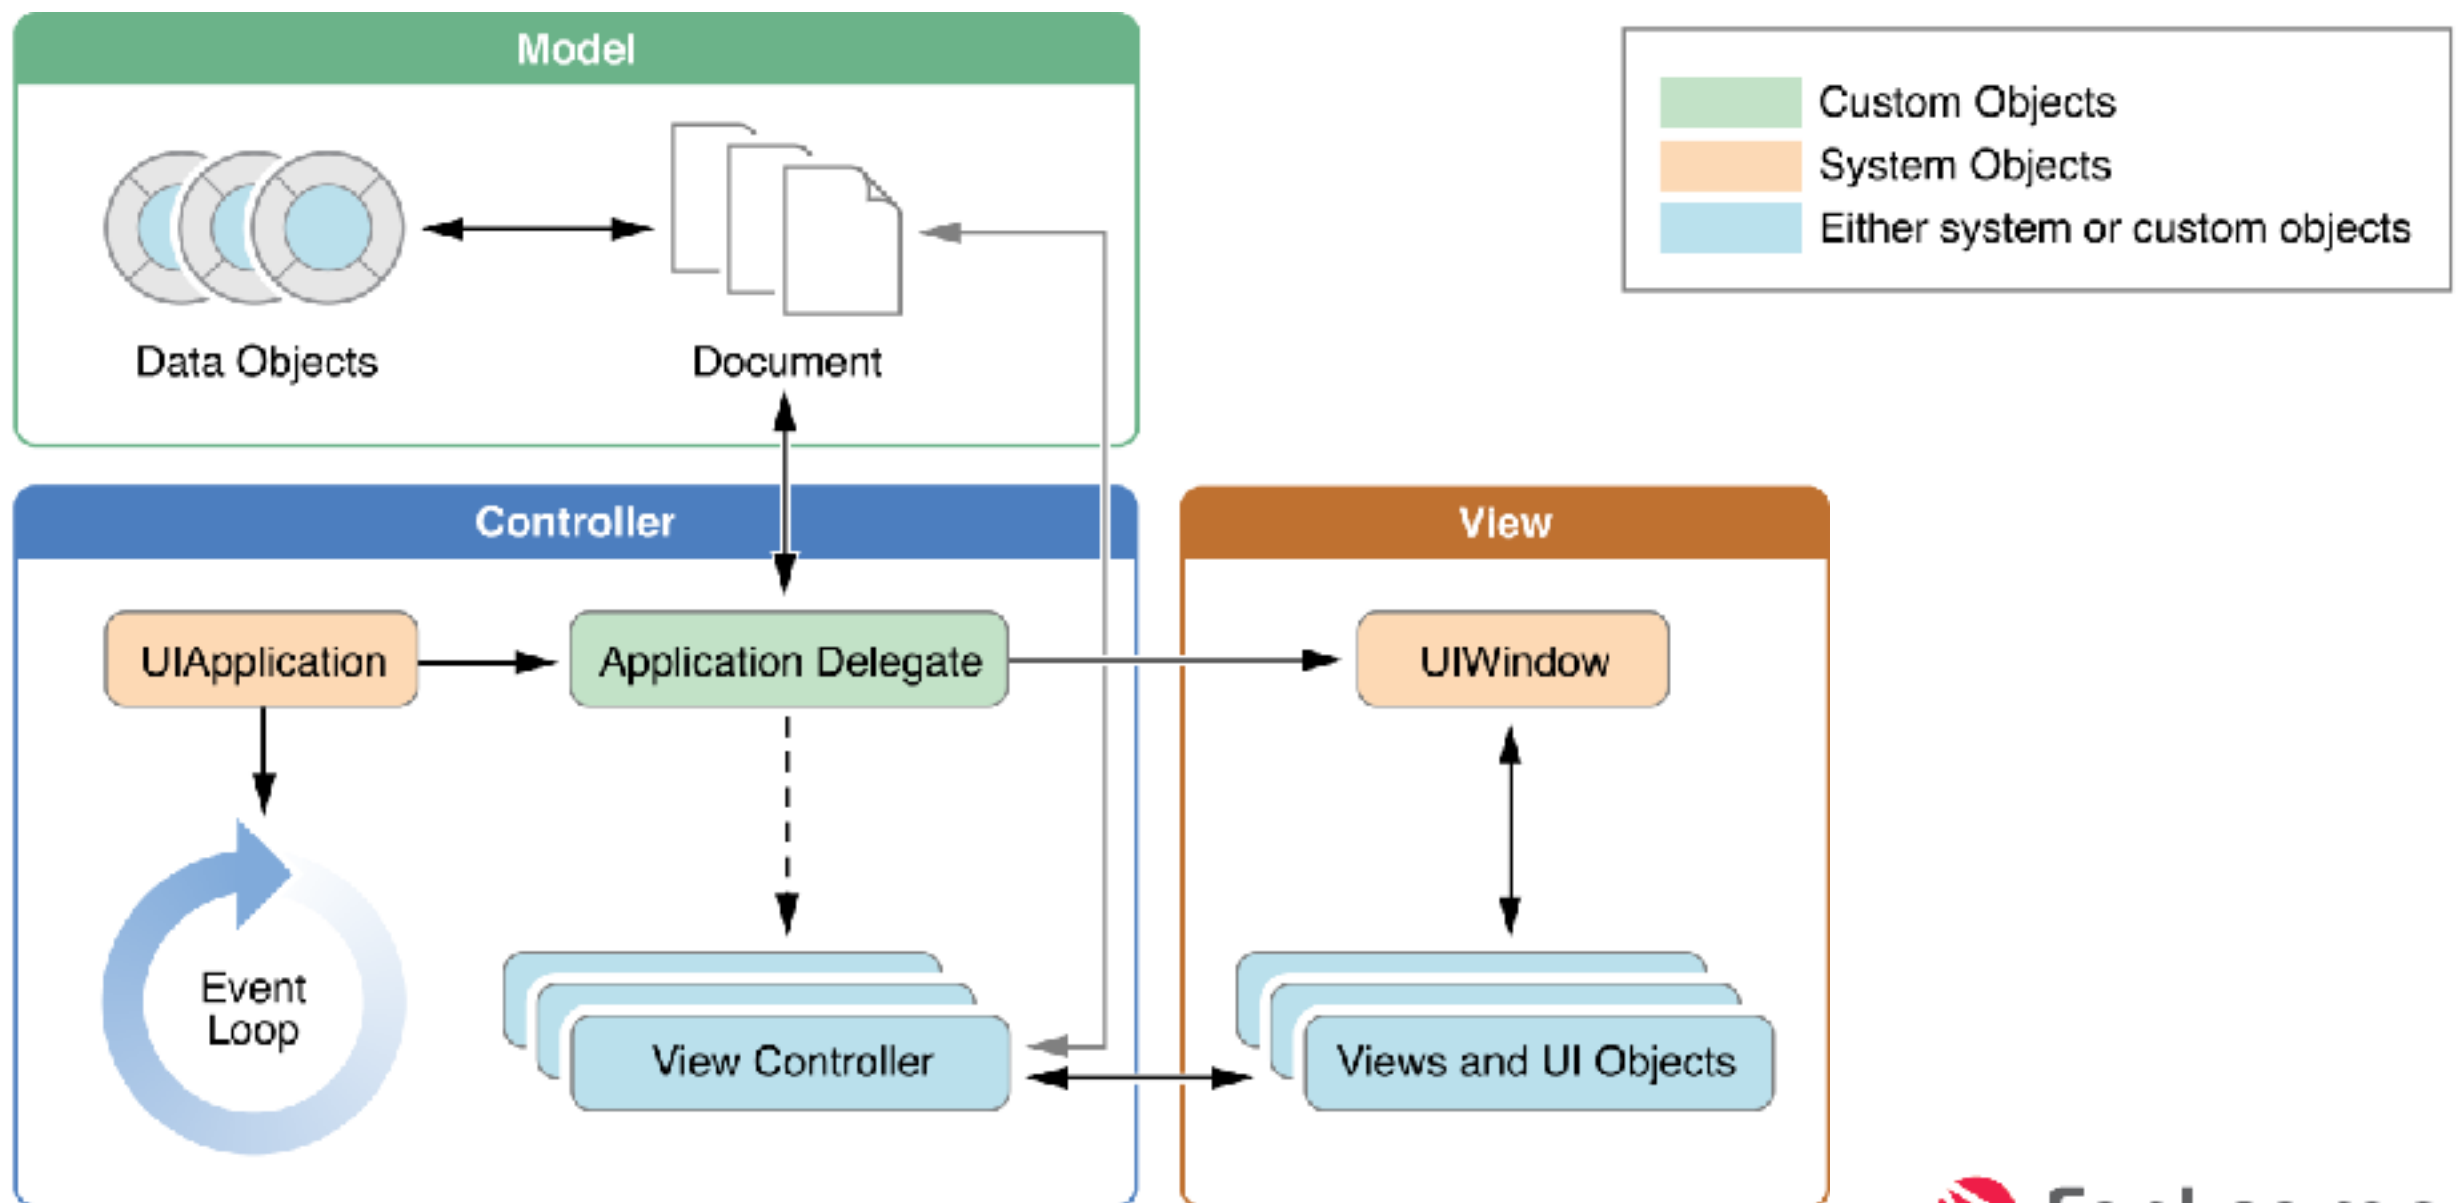 Model
Custom Objects
System Objects
Either system or custom objects
Data Objects
Document
Controller
View
UIApplication
Application Delegate
UIWindow
Event
Loop
View Controller
Views and UI Objects